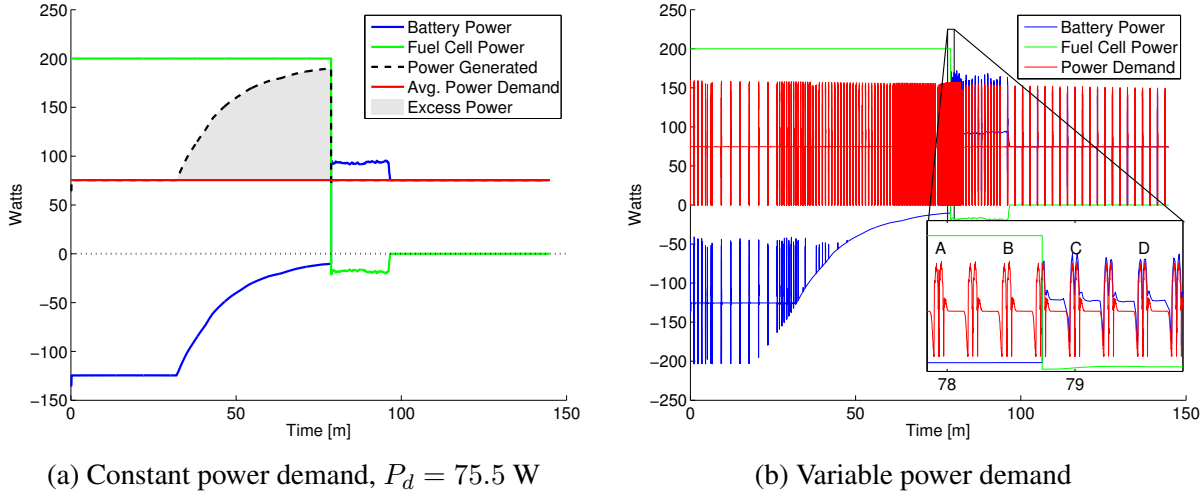 Battery Power
Fuel Cell Power
Power Generated
Avg. Power Demand
Excess Power
250
200
150
100
50
0
−50
−100
−150
Watts
0
50
100
150
Time [m]
(a) Constant power demand, P_d = 75.5 W
Battery Power
Fuel Cell Power
Power Demand
250
200
150
100
50
0
−50
−100
−150
−200
−250
Watts
A
B
C
D
78
79
0
50
100
150
Time [m]
(b) Variable power demand